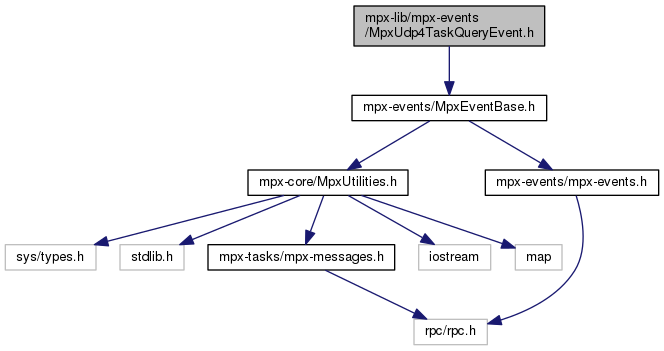 mpx-lib/mpx-events
/MpxUdp4TaskQueryEvent.h
mpx-events/MpxEventBase.h
mpx-core/MpxUtilities.h
mpx-events/mpx-events.h
sys/types.h
stdlib.h
mpx-tasks/mpx-messages.h
iostream
map
rpc/rpc.h